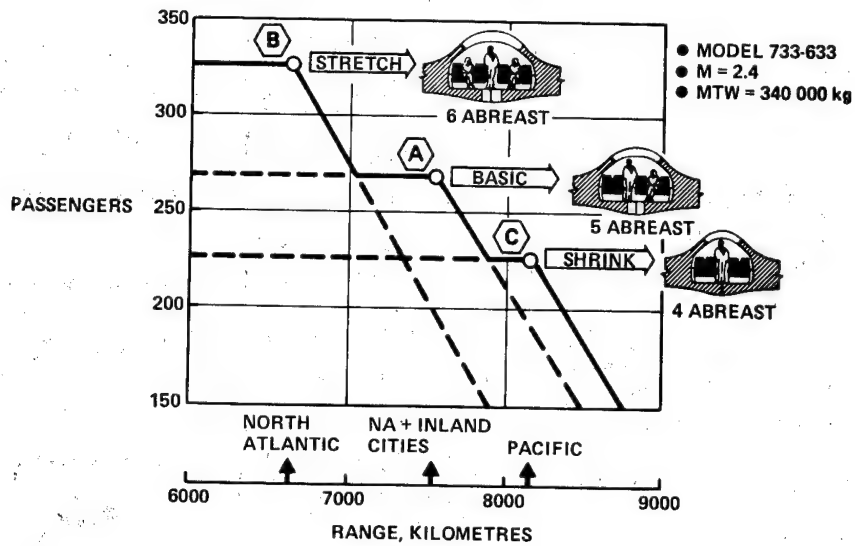 350
300
250
200
150
PASSENGERS
B
STRETCH
6 ABREAST
A
BASIC
5 ABREAST
C
SHRINK
4 ABREAST
● MODEL 733-633
● M = 2.4
● MTW = 340 000 kg
NORTH
ATLANTIC
NA + INLAND
CITIES
PACIFIC
6000
7000
8000
9000
RANGE, KILOMETRES